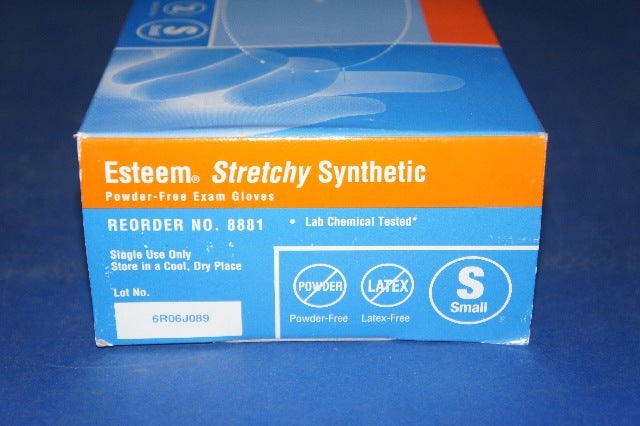 S
Esteem® Stretchy Synthetic
Powder-Free Exam Gloves
REORDER NO. 8881 • Lab Chemical Tested*
Single Use Only
Store in a Cool, Dry Place
Lot No.
6R06J089
POWDER
Powder-Free
LATEX
Latex-Free
S
Small